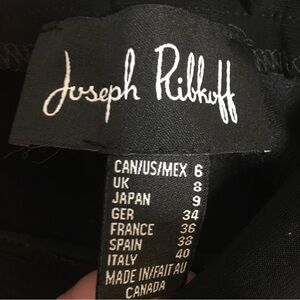 Joseph Ribkoff
CAN/US/MEX 6
UK 8
JAPAN 9
GER 34
FRANCE 36
SPAIN 38
ITALY 40
MADE IN/FAIT AU
CANADA